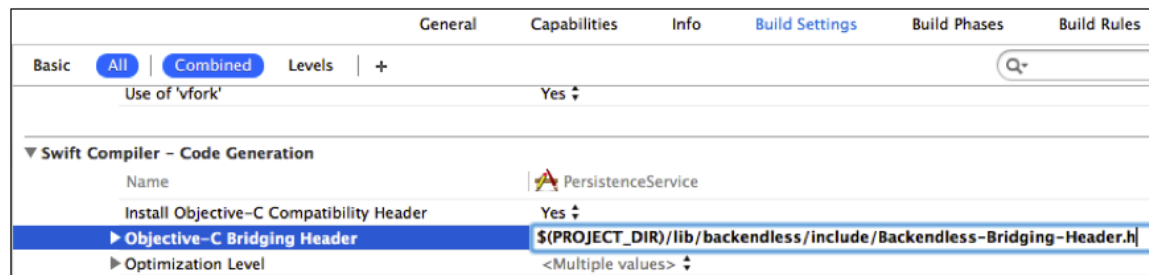 General Capabilities Info Build Settings Build Phases Build Rules
Basic All Combined Levels +
Use of 'vfork' Yes
Swift Compiler – Code Generation
Name PersistenceService
Install Objective-C Compatibility Header Yes
Objective-C Bridging Header $(PROJECT_DIR)/lib/backendless/include/Backendless-Bridging-Header.h
Optimization Level <Multiple values>